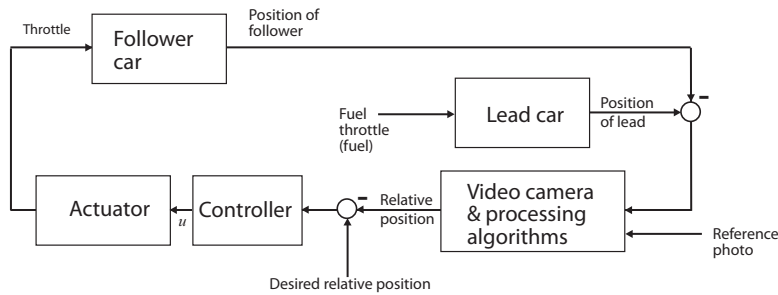 Throttle
Follower
car
Position of
follower
-
Fuel
throttle
(fuel)
Lead car
Position
of lead
Actuator
u
Controller
-
Relative
position
Video camera
& processing
algorithms
Reference
photo
Desired relative position